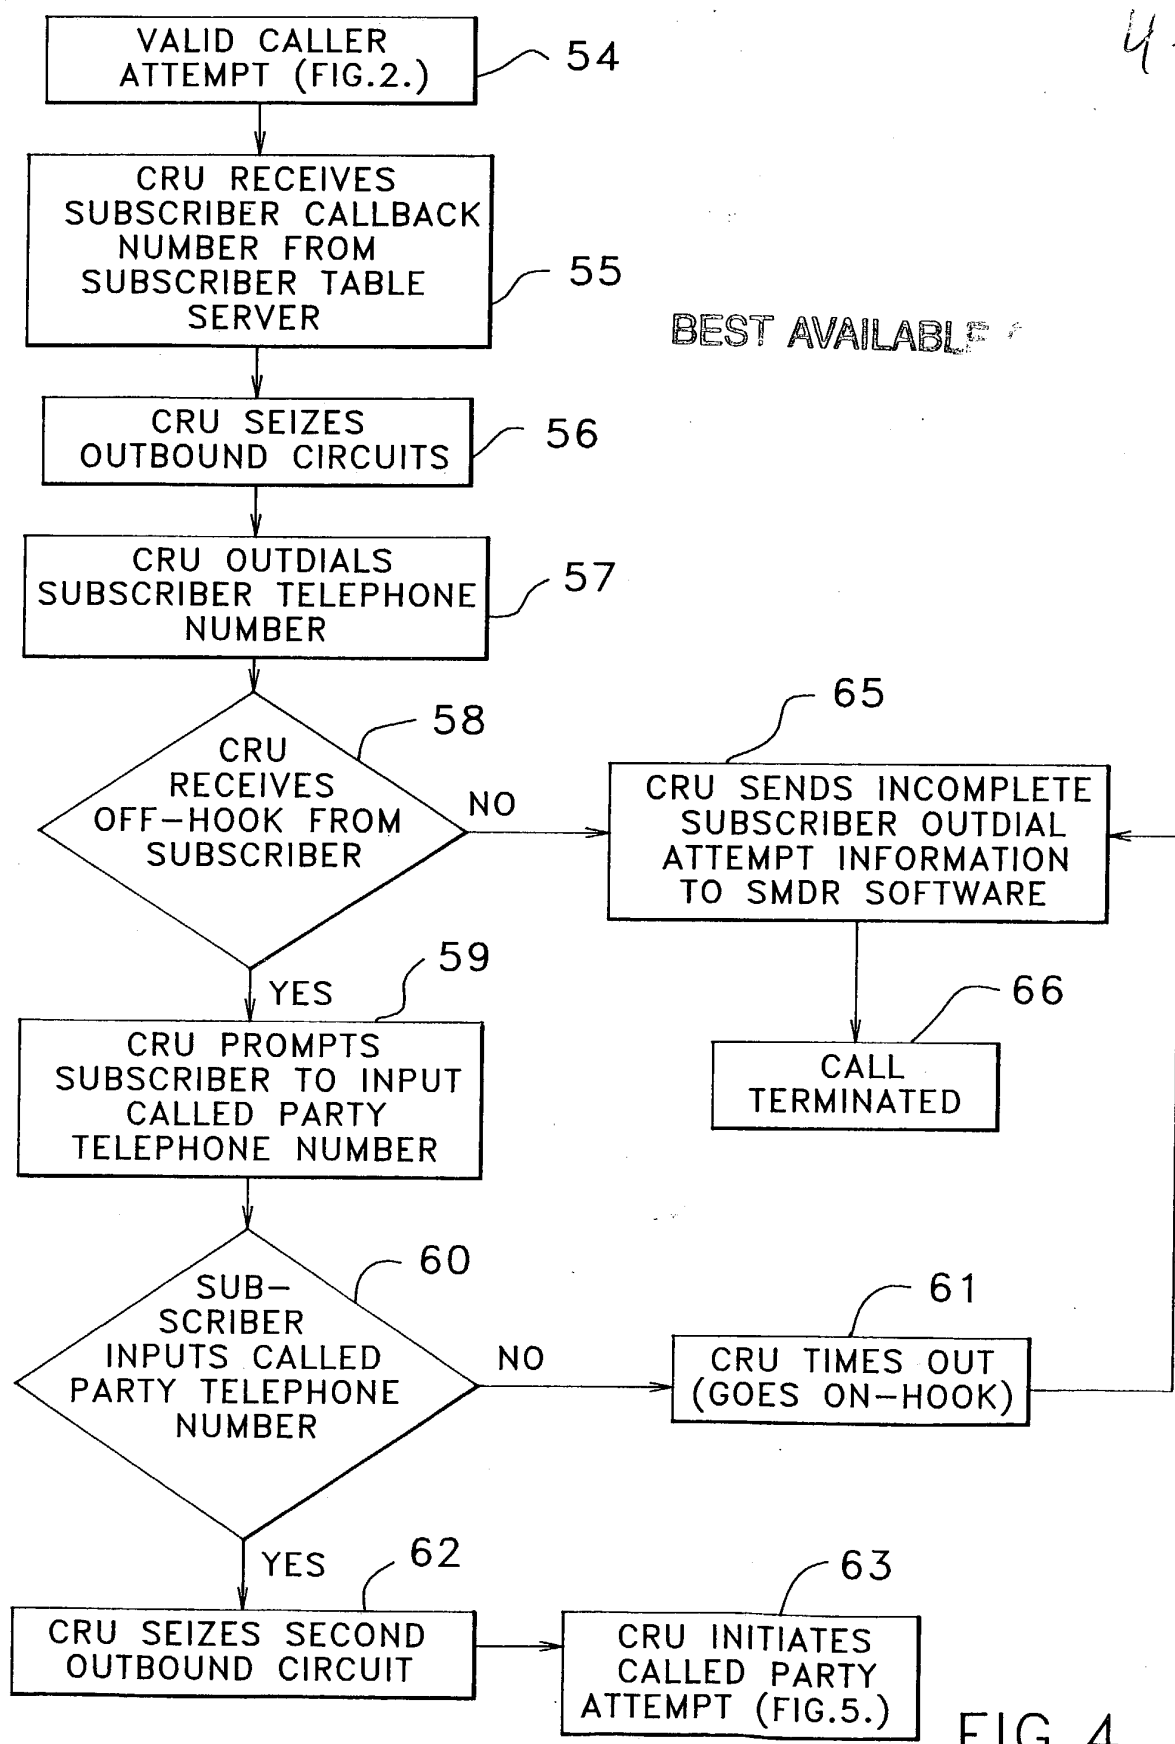 VALID CALLER
ATTEMPT (FIG.2.)
54
CRU RECEIVES
SUBSCRIBER CALLBACK
NUMBER FROM
SUBSCRIBER TABLE
SERVER
55
BEST AVAILABLE
CRU SEIZES
OUTBOUND CIRCUITS
56
CRU OUTDIALS
SUBSCRIBER TELEPHONE
NUMBER
57
58
CRU
RECEIVES
OFF-HOOK FROM
SUBSCRIBER
NO
65
CRU SENDS INCOMPLETE
SUBSCRIBER OUTDIAL
ATTEMPT INFORMATION
TO SMDR SOFTWARE
YES
59
66
CALL
TERMINATED
CRU PROMPTS
SUBSCRIBER TO INPUT
CALLED PARTY
TELEPHONE NUMBER
60
SUB-
SCRIBER
INPUTS CALLED
PARTY TELEPHONE
NUMBER
NO
61
CRU TIMES OUT
(GOES ON-HOOK)
YES
62
CRU SEIZES SECOND
OUTBOUND CIRCUIT
63
CRU INITIATES
CALLED PARTY
ATTEMPT (FIG.5.)
FIG.4